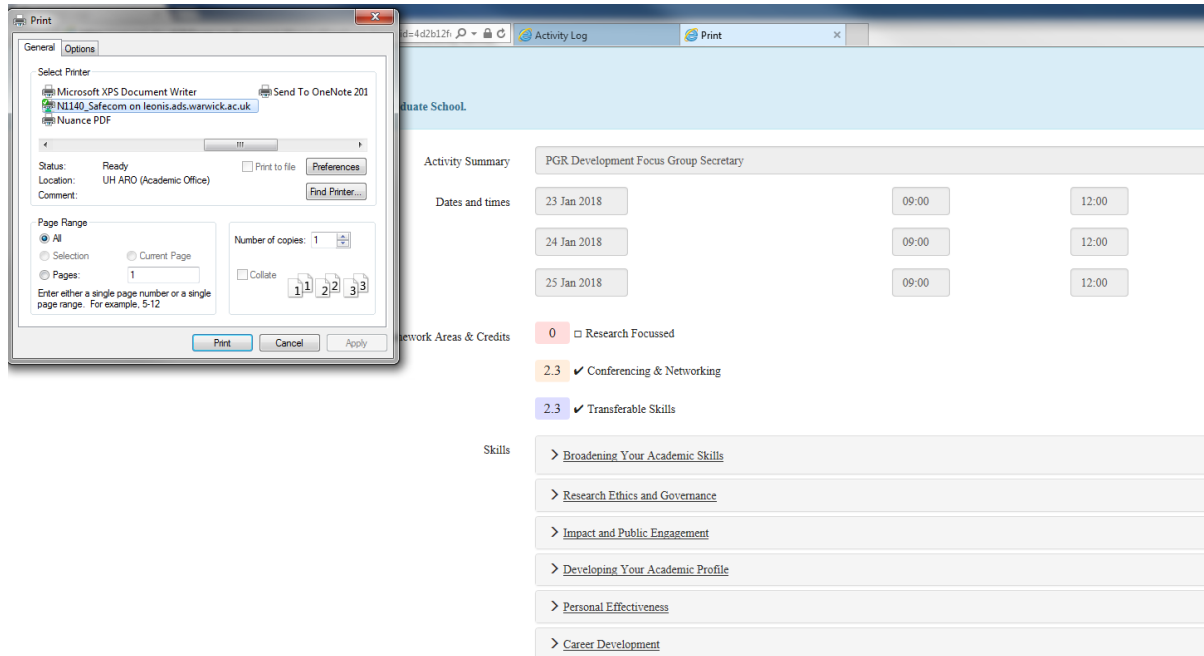 Print
General Options
Select Printer
Microsoft XPS Document Writer Send To OneNote 201
N1140_Safecom on leonis.ads.warwick.ac.uk
Nuance PDF
Status: Ready
Print to file Preferences
Location: UH ARO (Academic Office)
Comment:
Find Printer...
Page Range
All
Selection Current Page
Pages: 1
Enter either a single page number or a single
page range. For example, 5-12
Number of copies: 1
Collate
1 1 2 2 3 3
Print Cancel Apply
id=4d2b12f
Activity Log Print
duate School.
Activity Summary PGR Development Focus Group Secretary
Dates and times 23 Jan 2018 09:00 12:00
24 Jan 2018 09:00 12:00
25 Jan 2018 09:00 12:00
nework Areas & Credits 0 Research Focussed
2.3 ✔ Conferencing & Networking
2.3 ✔ Transferable Skills
Skills
Broadening Your Academic Skills
Research Ethics and Governance
Impact and Public Engagement
Developing Your Academic Profile
Personal Effectiveness
Career Development